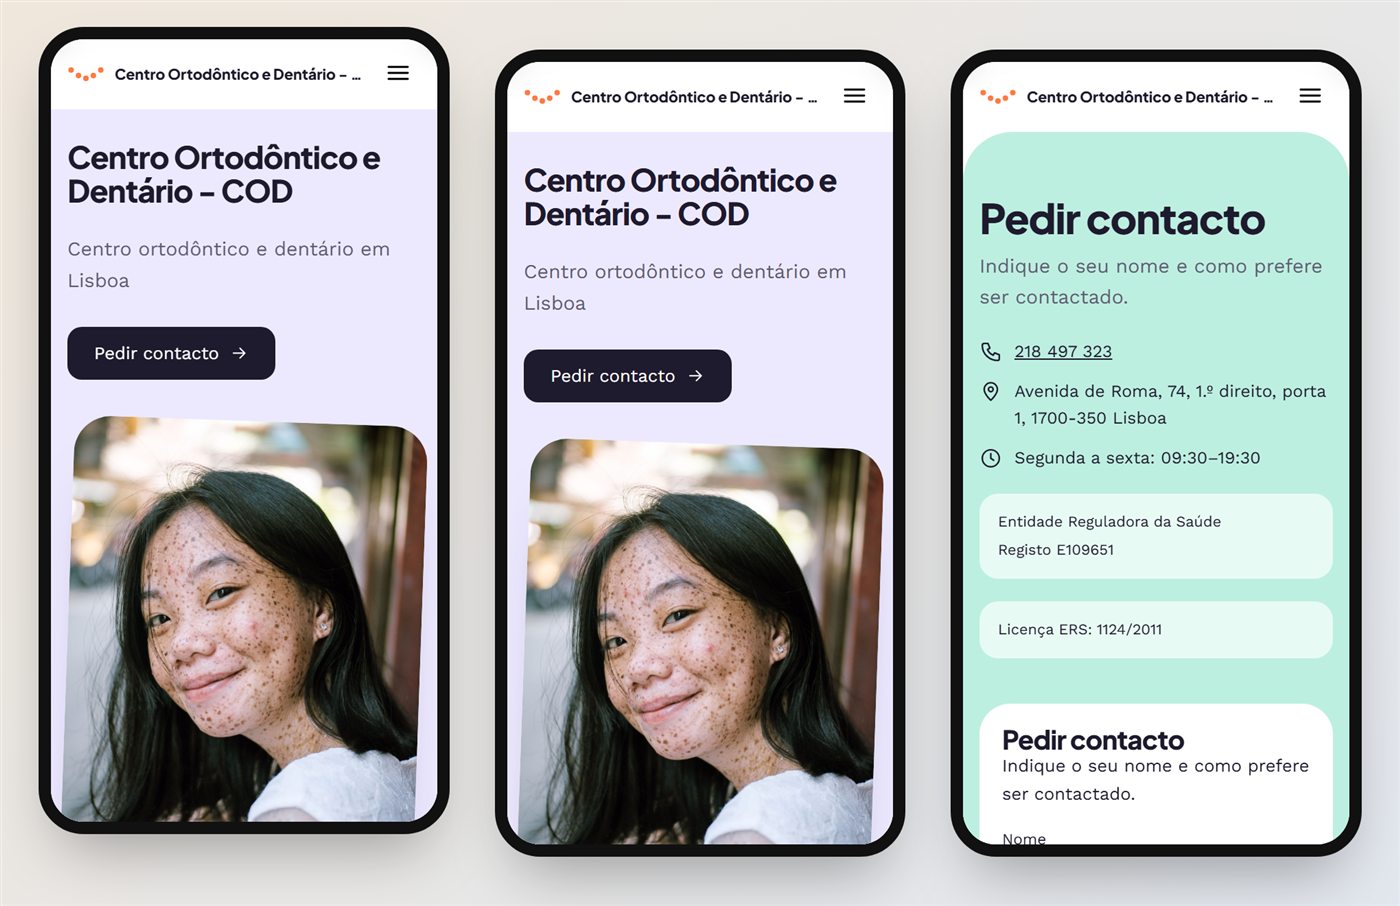 Centro Ortodôntico e Dentário – ...
Centro Ortodôntico e
Dentário – COD
Centro ortodôntico e dentário em
Lisboa
Pedir contacto →
Centro Ortodôntico e Dentário – ...
Centro Ortodôntico e
Dentário – COD
Centro ortodôntico e dentário em
Lisboa
Pedir contacto →
Centro Ortodôntico e Dentário – ...
Pedir contacto
Indique o seu nome e como prefere
ser contactado.
218 497 323
Avenida de Roma, 74, 1.º direito, porta
1, 1700-350 Lisboa
Segunda a sexta: 09:30–19:30
Entidade Reguladora da Saúde
Registo E109651
Licença ERS: 1124/2011
Pedir contacto
Indique o seu nome e como prefere
ser contactado.
Nome